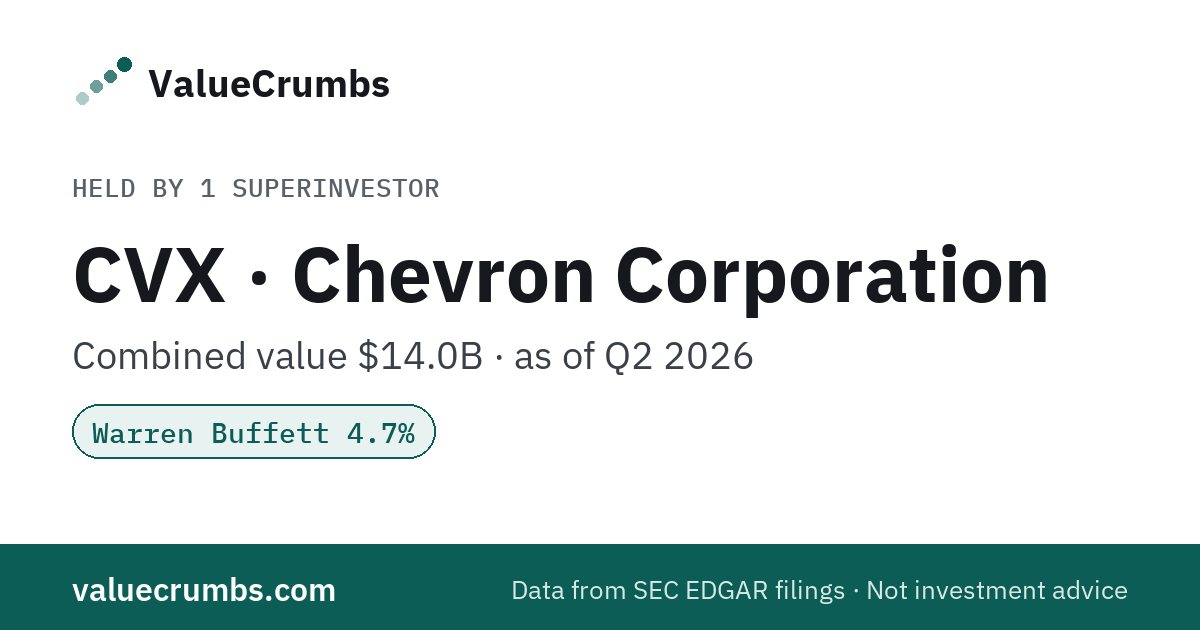 ValueCrumbs
HELD BY 1 SUPERINVESTOR
CVX · Chevron Corporation
Combined value $14.0B · as of Q2 2026
Warren Buffett 4.7%
valuecrumbs.com
Data from SEC EDGAR filings · Not investment advice